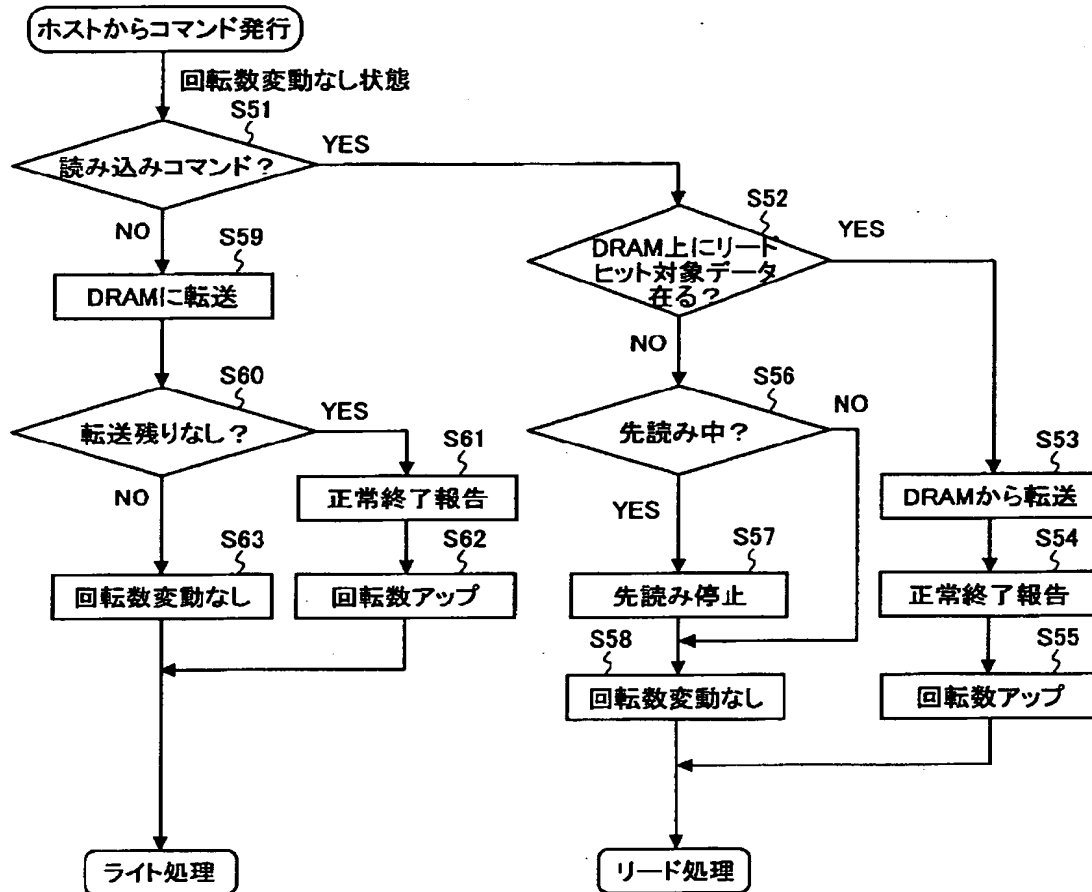 ホストからコマンド発行
回転数変動なし状態
S51
読み込みコマンド？
YES
NO
S52
DRAM上にリード
ヒット対象データ
在る？
YES
NO
S59
DRAMに転送
S60
転送残りなし？
YES
NO
S56
先読み中？
NO
YES
S61
正常終了報告
S53
DRAMから転送
S63
回転数変動なし
S62
回転数アップ
S57
先読み停止
S54
正常終了報告
S58
回転数変動なし
S55
回転数アップ
ライト処理
リード処理